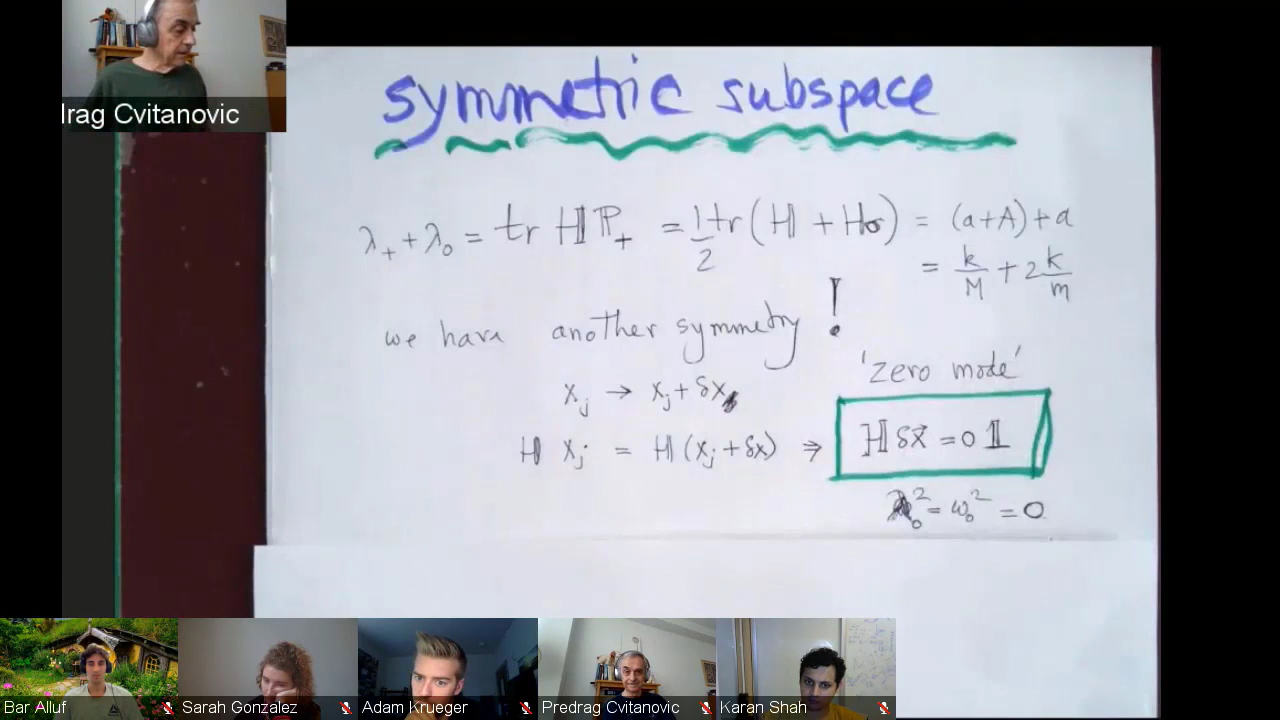 drag Cvitanovic
symmetric subspace
λ₊ + λ₀ = tr ℍℙ₊ = 1/2 tr(ℍ + ℍσ) = (a+A)+a
= k/M + 2 k/m
we have another symmetry !
'zero mode'
xⱼ → xⱼ + δx
ℍ xⱼ = ℍ(xⱼ + δx) ⇒ ℍ δx⃗ = 0 𝟙
λ₀² = ω₀² = 0
Bar Alluf
Sarah Gonzalez
Adam Krueger
Predrag Cvitanovic
Karan Shah